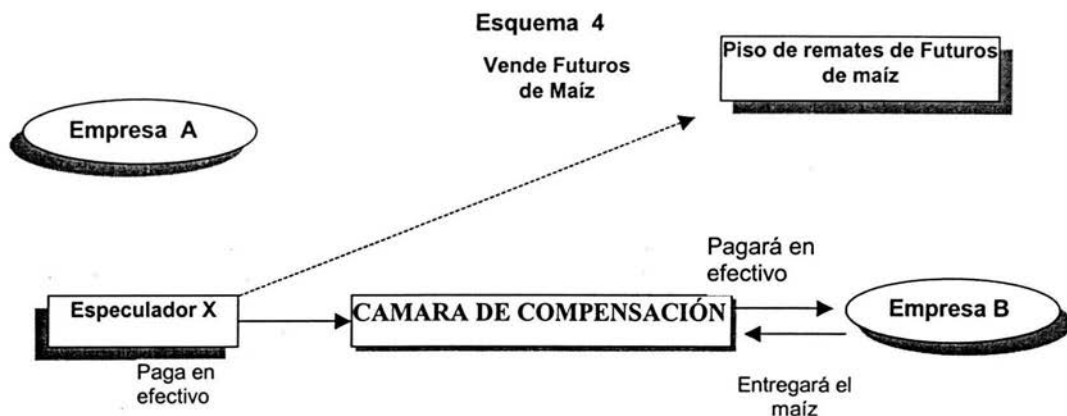 Esquema 4
Vende Futuros
de Maíz
Piso de remates de Futuros
de maíz
Empresa A
Pagará en
efectivo
Especulador X
CAMARA DE COMPENSACIÓN
Empresa B
Paga en
efectivo
Entregará el
maíz